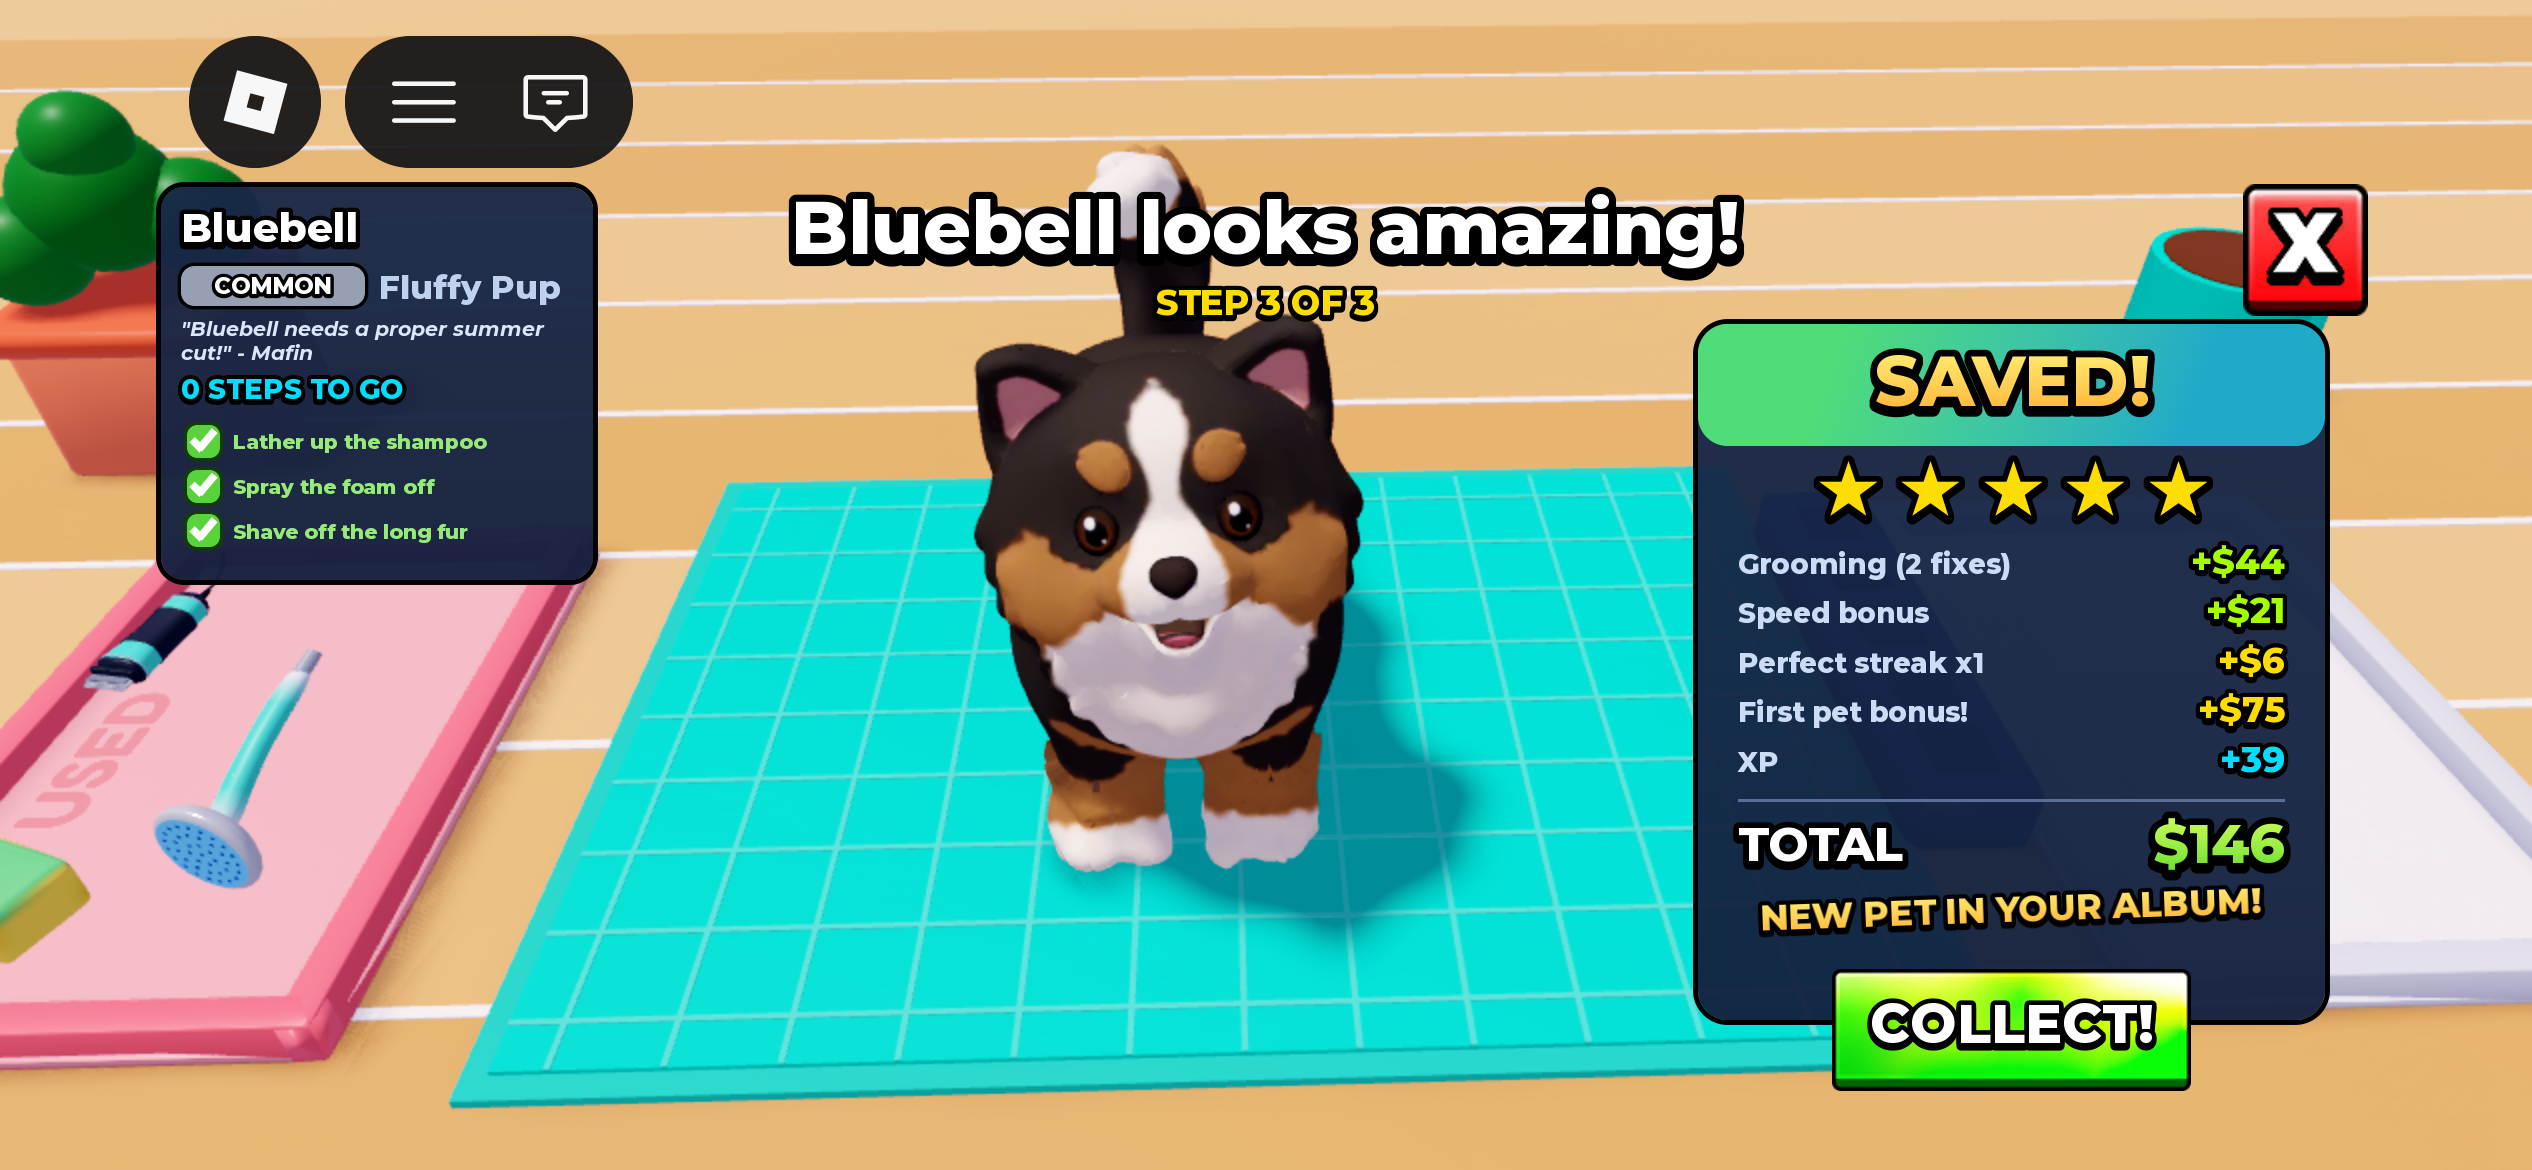 Bluebell
COMMON Fluffy Pup
"Bluebell needs a proper summer
cut!" - Mafin
0 STEPS TO GO
Lather up the shampoo
Spray the foam off
Shave off the long fur
USED
Bluebell looks amazing!
STEP 3 OF 3
X
SAVED!
Grooming (2 fixes) +$44
Speed bonus +$21
Perfect streak x1 +$6
First pet bonus! +$75
XP +39
TOTAL $146
NEW PET IN YOUR ALBUM!
COLLECT!